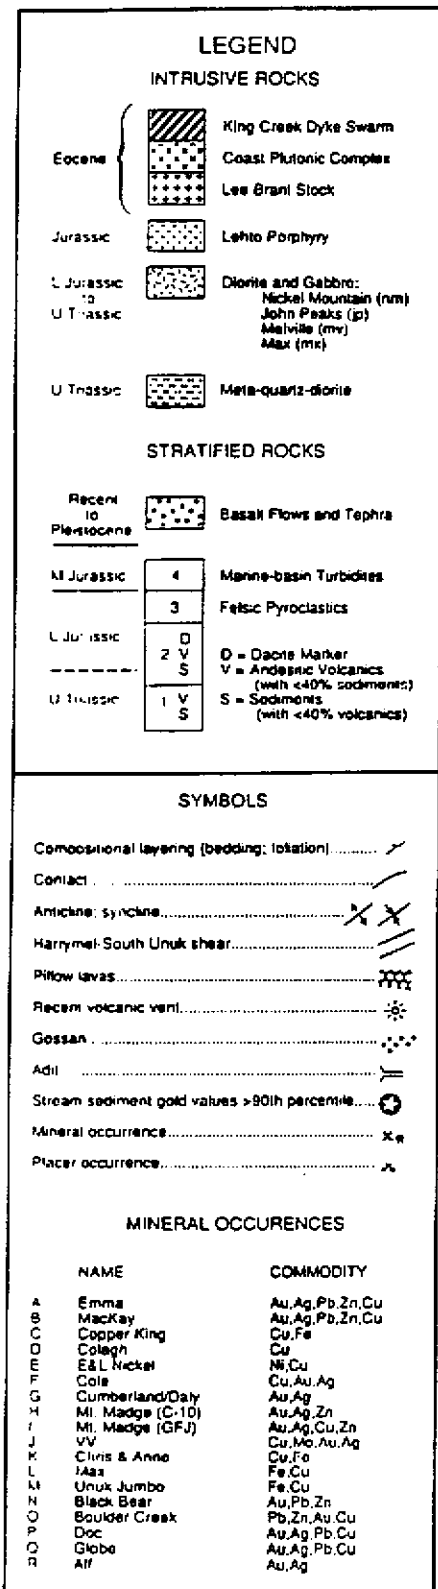 LEGEND
INTRUSIVE ROCKS
King Creek Dyke Swarm
Eocene
Coast Plutonic Complex
Lee Brant Stock
Jurassic
Lehto Porphyry
L Jurassic
to
U Triassic
Diorite and Gabbro:
Nickel Mountain (nm)
John Peaks (jp)
Melville (mv)
Max (mx)
U Triassic
Meta-quartz-diorite
STRATIFIED ROCKS
Recent
to
Pleistocene
Basalt Flows and Tephra
M Jurassic
4
Marine-basin Turbidites
3
Felsic Pyroclastics
L Jurassic
2
D
V
S
D = Dacite Marker
V = Andesitic Volcanics
(with <40% sediments)
U Triassic
1
V
S
S = Sediments
(with <40% volcanics)
SYMBOLS
Compositional layering (bedding; foliation)
Contact
Anticline; syncline
Harrymel-South Unuk shear
Pillow lavas
Recent volcanic vent
Gossan
Adit
Stream sediment gold values >90th percentile
Mineral occurrence
Placer occurrence
MINERAL OCCURENCES
NAME COMMODITY
A Emma Au,Ag,Pb,Zn,Cu
B MacKay Au,Ag,Pb,Zn,Cu
C Copper King Cu,Fe
D Colagh Cu
E E&L Nickel Ni,Cu
F Cole Cu,Au,Ag
G Cumberland/Daly Au,Ag
H Mt. Madge (C-10) Au,Ag,Zn
I Mt. Madge (GFJ) Au,Ag,Cu,Zn
J VV Cu,Mo,Au,Ag
K Chris & Anne Cu,Fe
L Max Fe,Cu
M Unuk Jumbo Fe,Cu
N Black Bear Au,Pb,Zn
O Boulder Creek Pb,Zn,Au,Cu
P Doc Au,Ag,Pb,Cu
Q Globe Au,Ag,Pb,Cu
R Alf Au,Ag